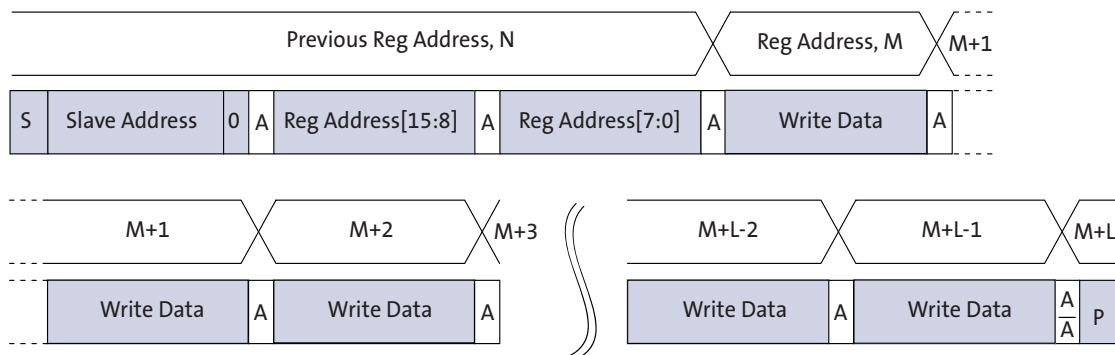 Previous Reg Address, N Reg Address, M M+1
S Slave Address 0 A Reg Address[15:8] A Reg Address[7:0] A Write Data A
M+1 M+2 M+3 M+L-2 M+L-1 M+L
Write Data A Write Data A Write Data A Write Data A/A P